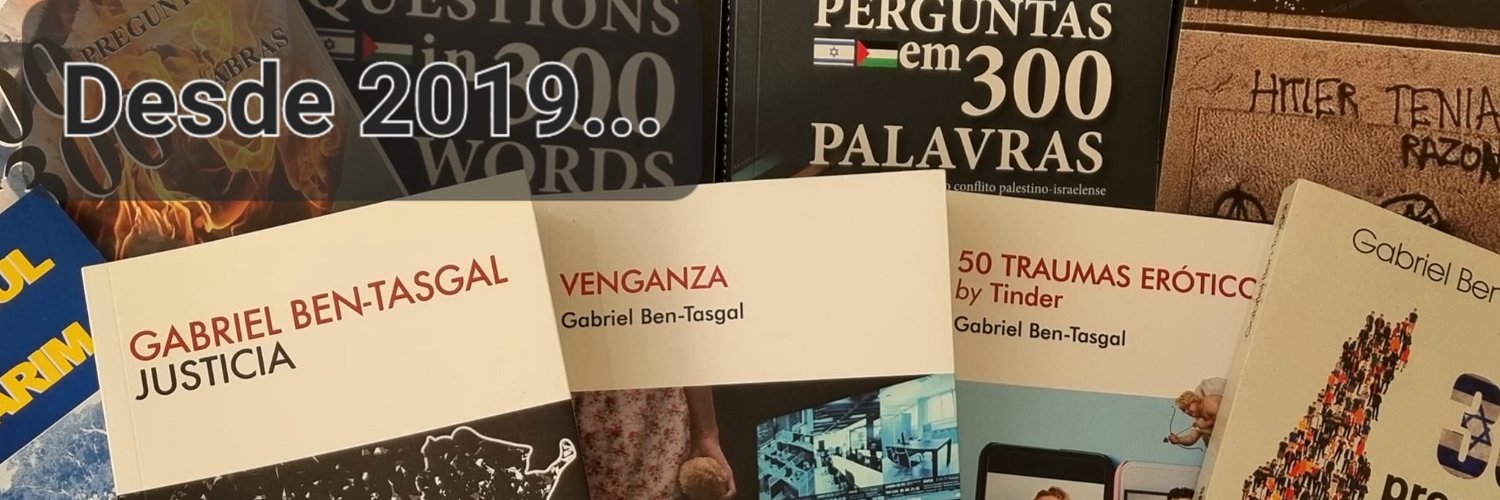 Desde 2019...
QUESTIONS
in 300
WORDS
PERGUNTAS
em 300
PALAVRAS
conflito palestino-israelense
HITLER TENIA
RAZON
GABRIEL BEN-TASGAL
JUSTICIA
VENGANZA
Gabriel Ben-Tasgal
50 TRAUMAS ERÓTICO
by Tinder
Gabriel Ben-Tasgal
Gabriel Ben